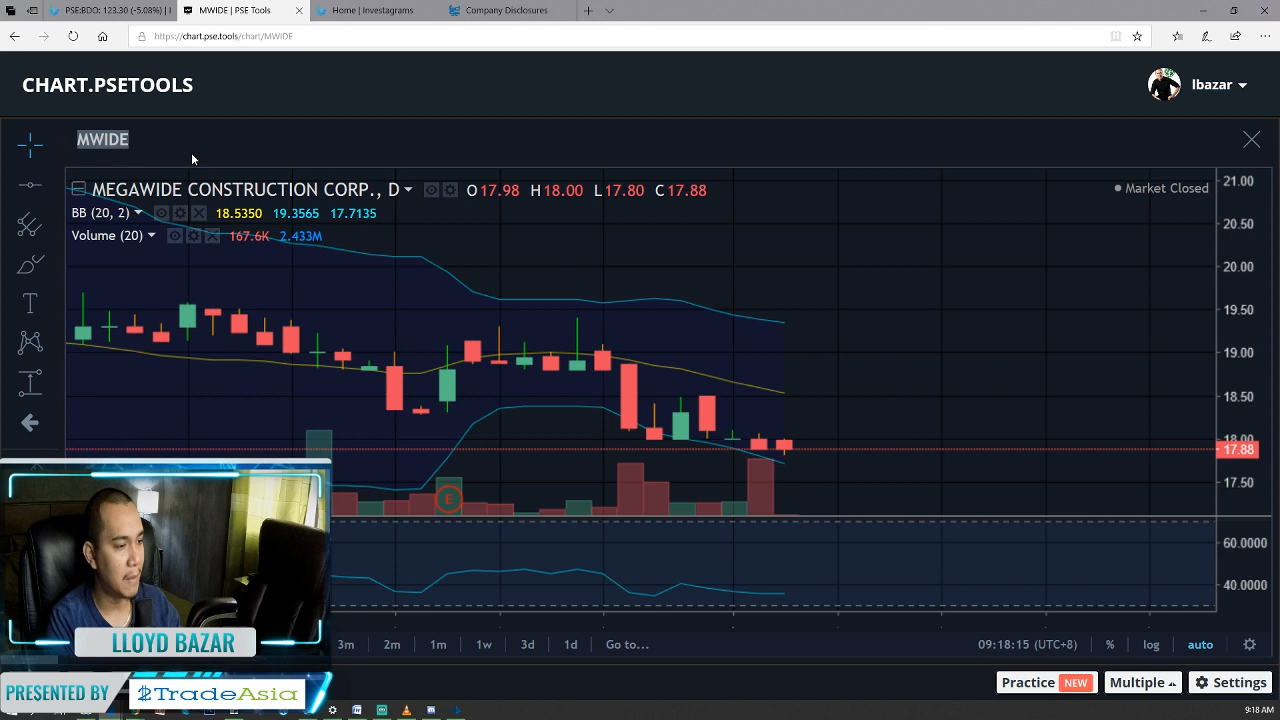 PSE:BDO: 123.30 (-5.08%) | I
MWIDE | PSE Tools
Home | Investagrams
Company Disclosures
https://chart.pse.tools/chart/MWIDE
CHART.PSETOOLS
lbazar
MWIDE
MEGAWIDE CONSTRUCTION CORP., D
O 17.98 H 18.00 L 17.80 C 17.88
Market Closed
BB (20, 2) 18.5350 19.3565 17.7135
Volume (20) 167.6K 2.433M
21.00
20.50
20.00
19.50
19.00
18.50
18.00
17.88
17.50
E
60.0000
40.0000
3m 2m 1m 1w 3d 1d Go to...
09:18:15 (UTC+8) % log auto
LLOYD BAZAR
PRESENTED BY $TradeAsia
Practice NEW
Multiple
Settings
9:18 AM